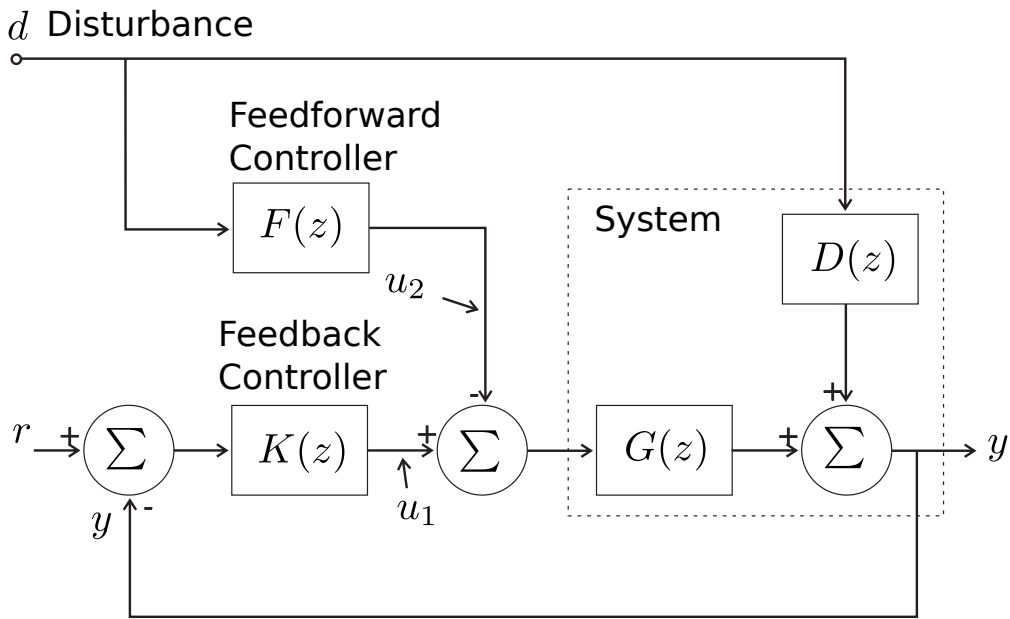 d Disturbance
Feedforward
Controller
F(z)
System
D(z)
u₂
Feedback
Controller
-
+
r
+
Σ
K(z)
+
Σ
G(z)
+
Σ
y
u₁
y
-